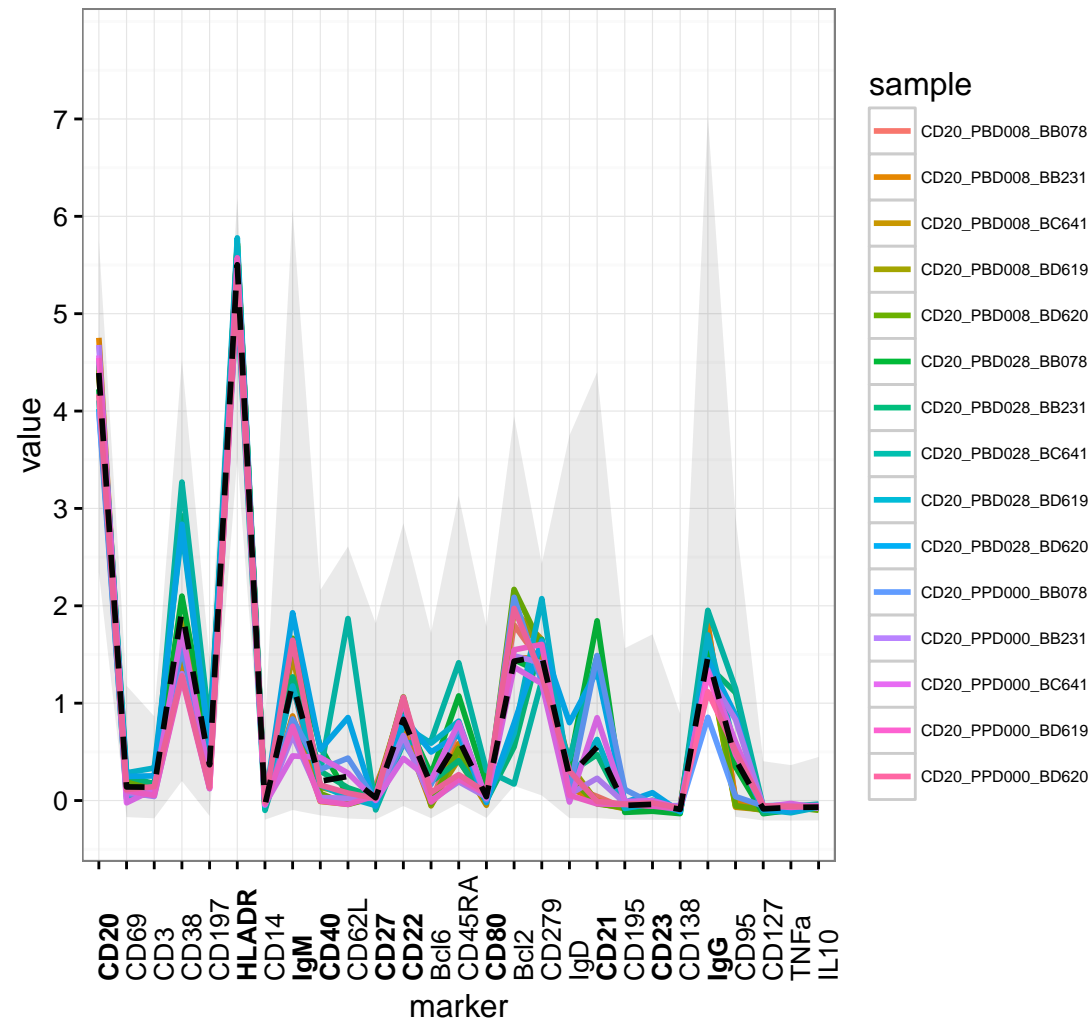 7
6
5
4
3
2
1
0
value
CD20
CD69
CD3
CD38
CD197
HLADR
CD14
IgM
CD40
CD62L
CD27
CD22
Bcl6
CD45RA
CD80
Bcl2
CD279
IgD
CD21
CD195
CD23
CD138
IgG
CD95
CD127
TNFa
IL10
marker
sample
CD20_PBD008_BB078
CD20_PBD008_BB231
CD20_PBD008_BC641
CD20_PBD008_BD619
CD20_PBD008_BD620
CD20_PBD028_BB078
CD20_PBD028_BB231
CD20_PBD028_BC641
CD20_PBD028_BD619
CD20_PBD028_BD620
CD20_PPD000_BB078
CD20_PPD000_BB231
CD20_PPD000_BC641
CD20_PPD000_BD619
CD20_PPD000_BD620